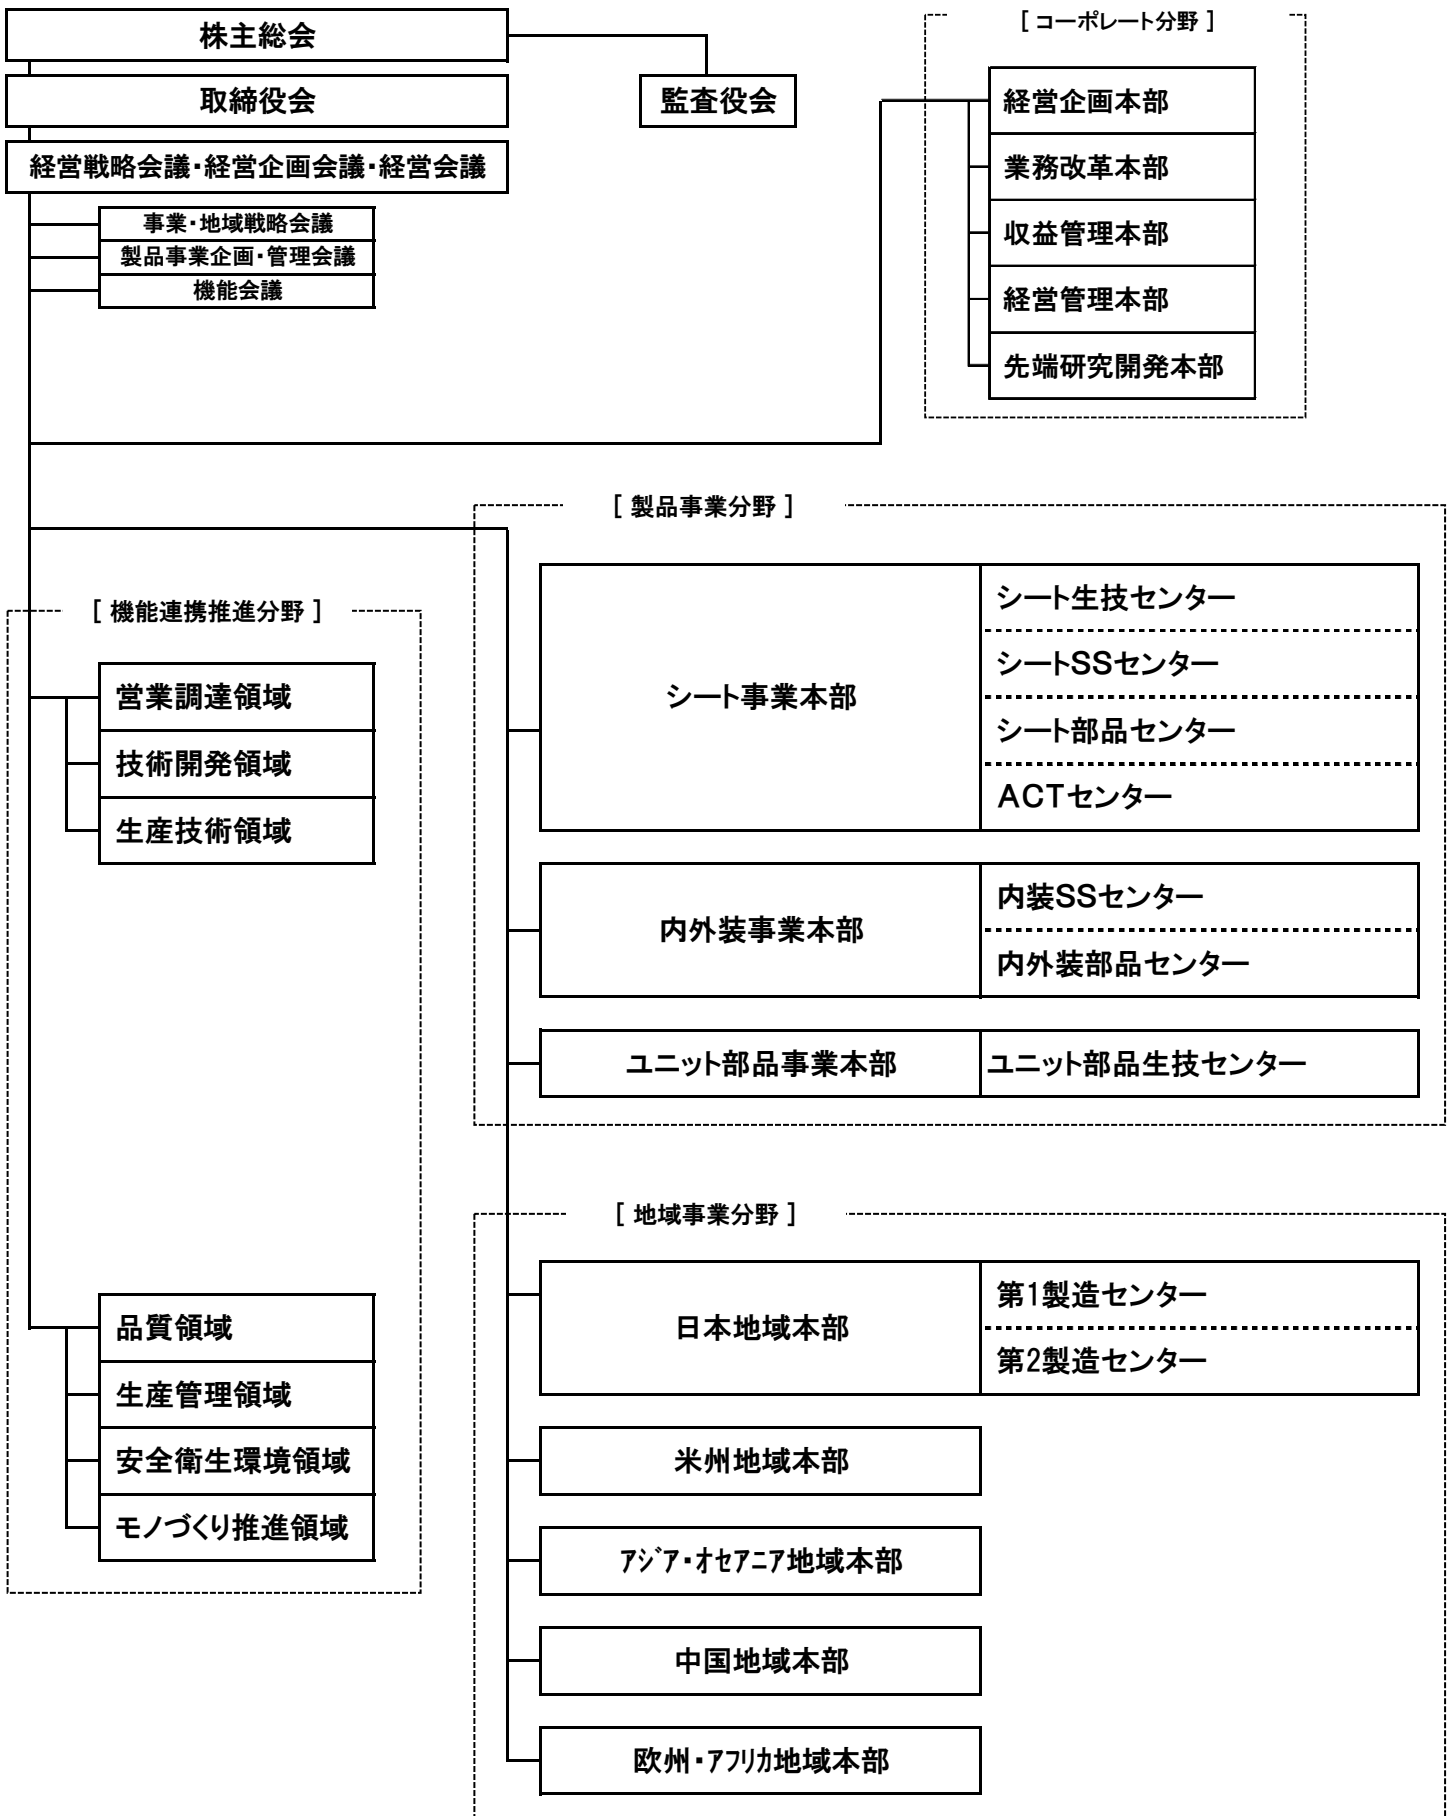 株主総会
取締役会
監査役会
経営戦略会議・経営企画会議・経営会議
事業・地域戦略会議
製品事業企画・管理会議
機能会議
[ コーポレート分野 ]
経営企画本部
業務改革本部
収益管理本部
経営管理本部
先端研究開発本部
[ 製品事業分野 ]
シート事業本部
シート生技センター
シートSSセンター
シート部品センター
ACTセンター
内外装事業本部
内装SSセンター
内外装部品センター
ユニット部品事業本部
ユニット部品生技センター
[ 機能連携推進分野 ]
営業調達領域
技術開発領域
生産技術領域
品質領域
生産管理領域
安全衛生環境領域
モノづくり推進領域
[ 地域事業分野 ]
日本地域本部
第1製造センター
第2製造センター
米州地域本部
ｱｼﾞｱ・ｵｾｱﾆｱ地域本部
中国地域本部
欧州・ｱﾌﾘｶ地域本部